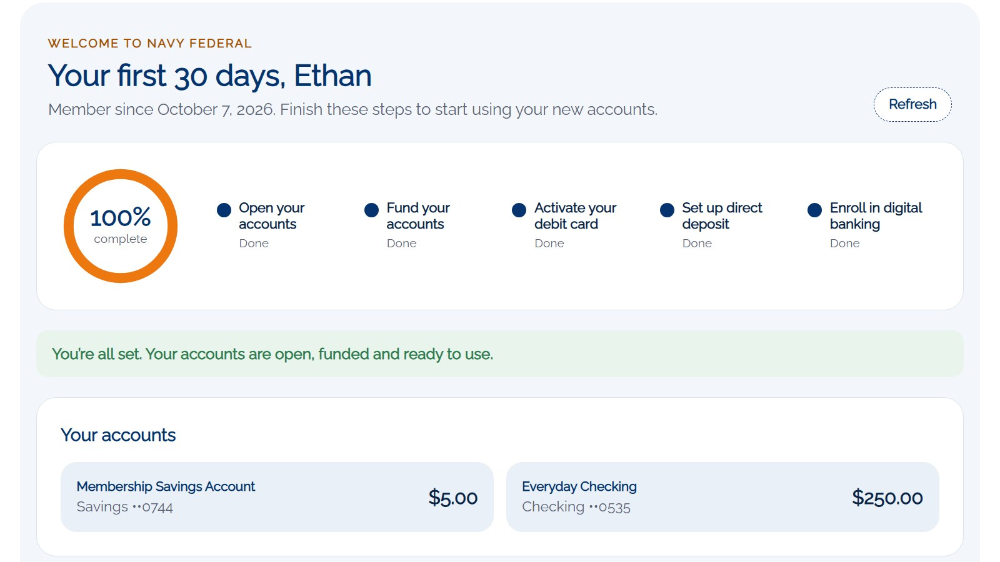 WELCOME TO NAVY FEDERAL
Your first 30 days, Ethan
Member since October 7, 2026. Finish these steps to start using your new accounts.
Refresh
100%
complete
Open your
accounts
Done
Fund your
accounts
Done
Activate your
debit card
Done
Set up direct
deposit
Done
Enroll in digital
banking
Done
You're all set. Your accounts are open, funded and ready to use.
Your accounts
Membership Savings Account
Savings ••0744
$5.00
Everyday Checking
Checking ••0535
$250.00